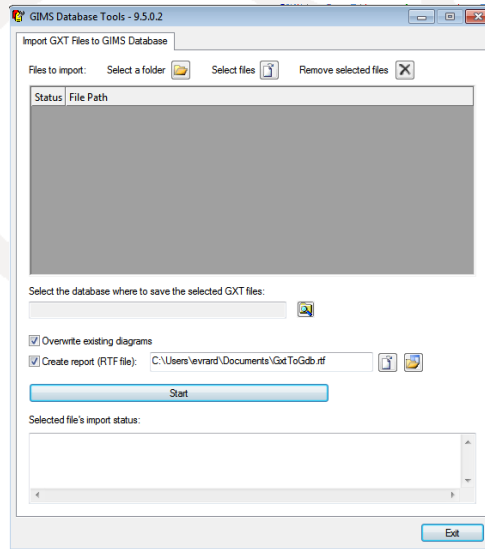 GIMS Database Tools - 9.5.0.2
Import GXT Files to GIMS Database
Files to import: Select a folder Select files Remove selected files
Status File Path
Select the database where to save the selected GXT files:
Overwrite existing diagrams
Create report (RTF file): C:\Users\evrard\Documents\GxtToGdb.rtf
Start
Selected file's import status:
Exit